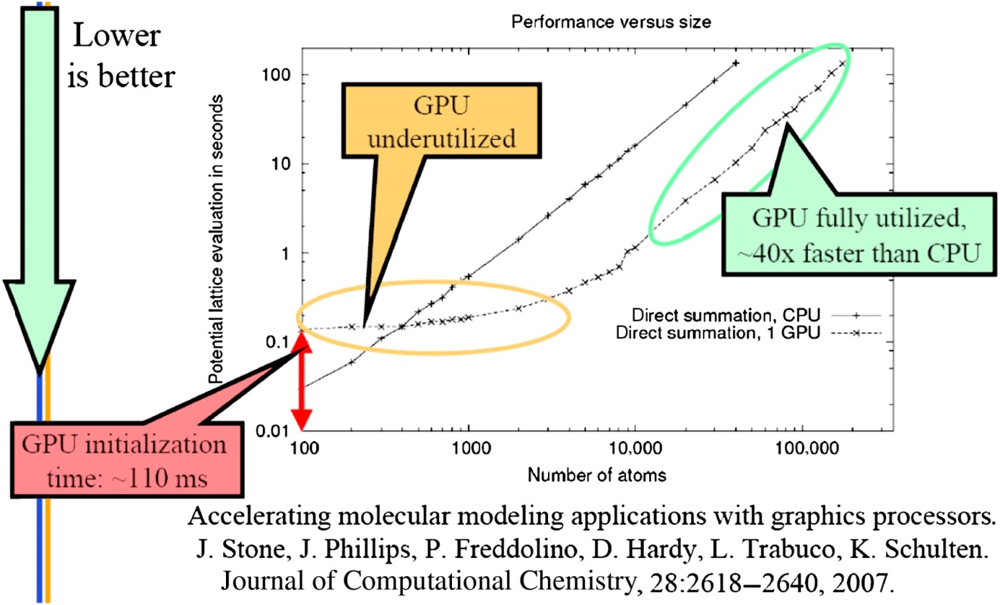 Lower
is better
Performance versus size
Potential lattice evaluation in seconds
100
10
1
0.1
0.01
GPU
underutilized
GPU fully utilized,
~40x faster than CPU
Direct summation, CPU
Direct summation, 1 GPU
GPU initialization
time: ~110 ms
100
1000
10,000
100,000
Number of atoms
Accelerating molecular modeling applications with graphics processors.
J. Stone, J. Phillips, P. Freddolino, D. Hardy, L. Trabuco, K. Schulten.
Journal of Computational Chemistry, 28:2618–2640, 2007.